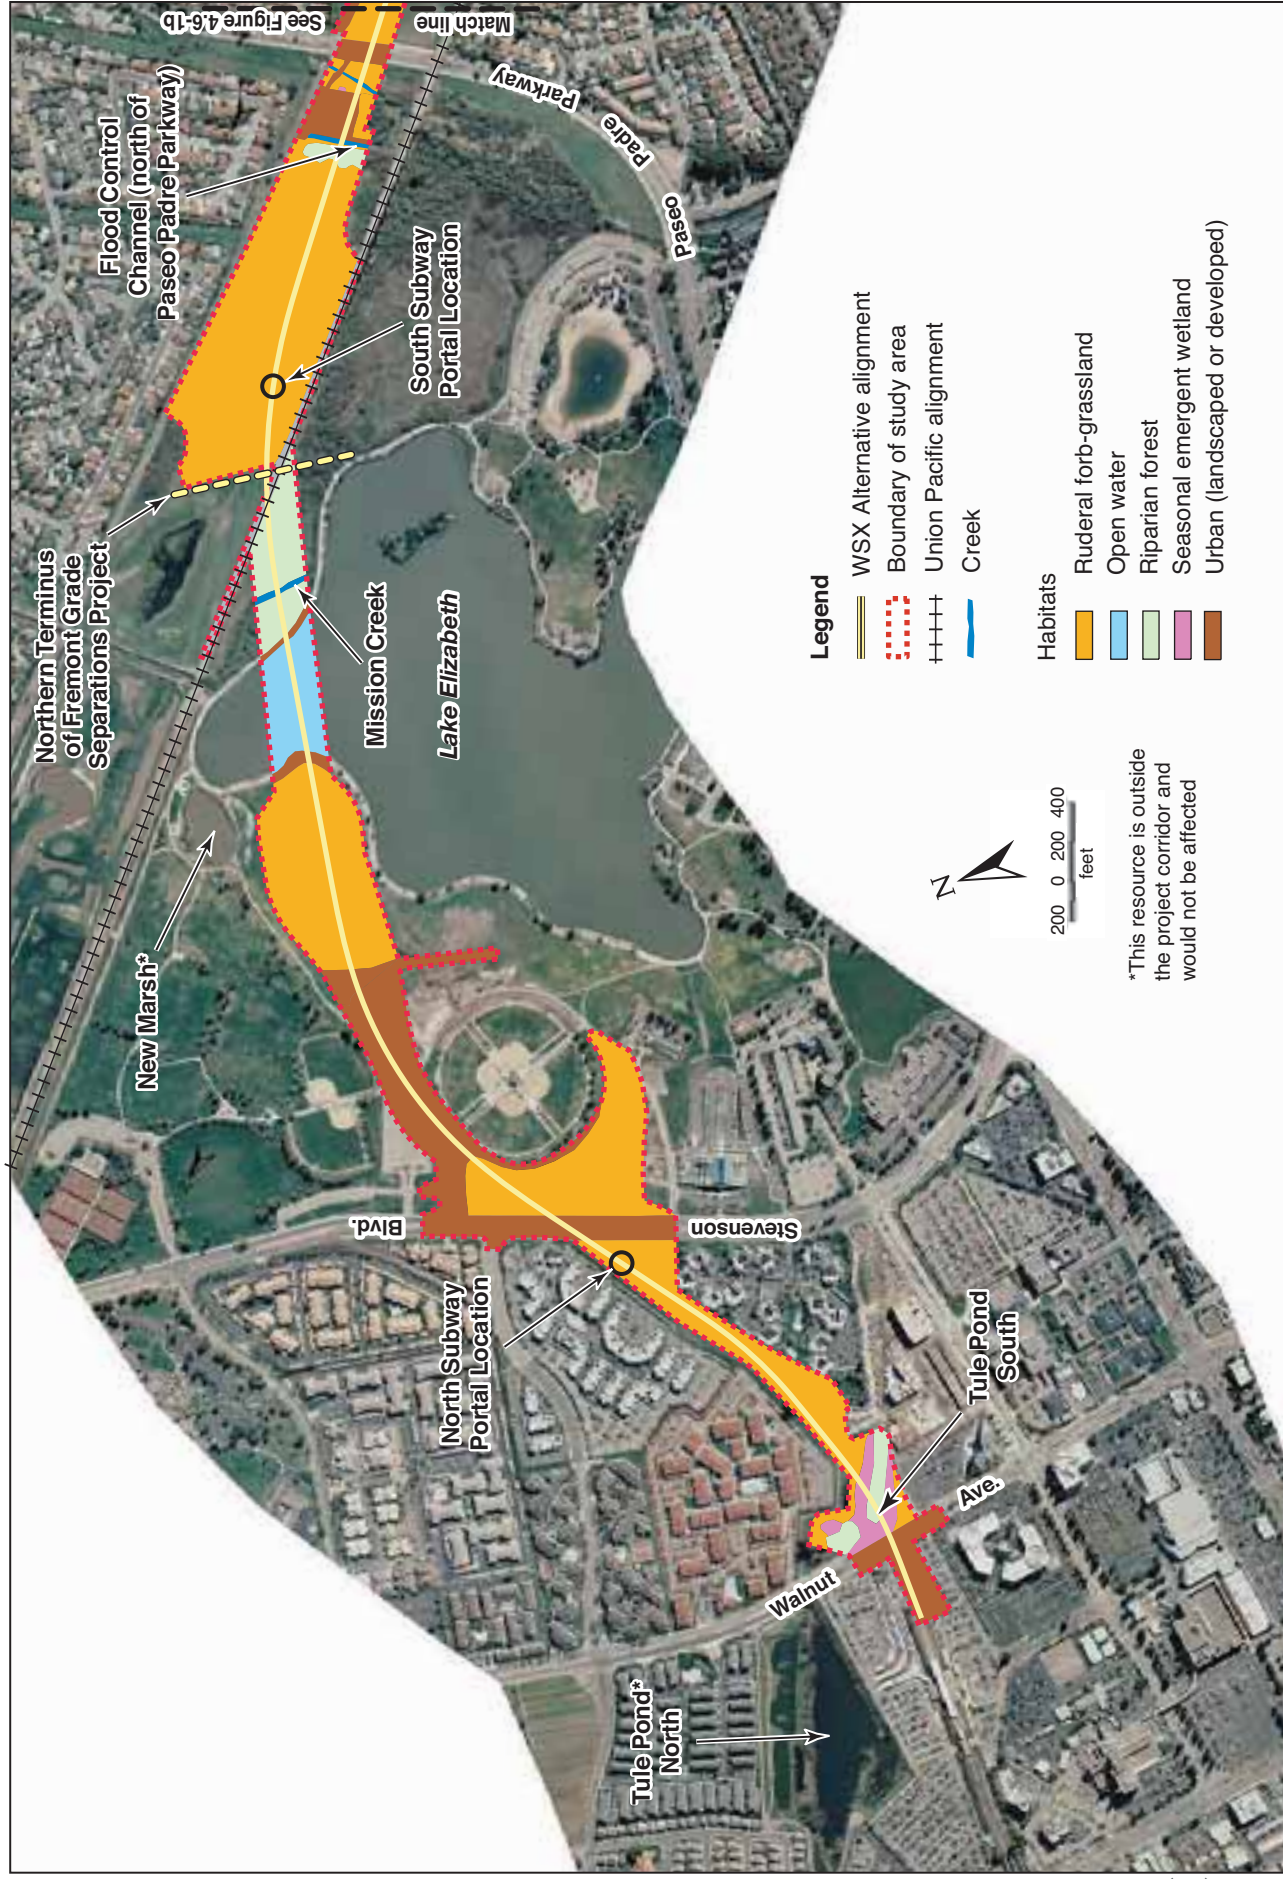 See Figure 4.6-1b
Match line
Flood Control
Channel (north of
Paseo Padre Parkway)
Parkway
Padre
Paseo
South Subway
Portal Location
Northern Terminus
of Fremont Grade
Separations Project
Mission Creek
Lake Elizabeth
New Marsh*
Blvd.
Stevenson
North Subway
Portal Location
Tule Pond
South
Walnut
Ave.
Tule Pond*
North
Legend
WSX Alternative alignment
Boundary of study area
Union Pacific alignment
Creek
Habitats
Ruderal forb-grassland
Open water
Riparian forest
Seasonal emergent wetland
Urban (landscaped or developed)
N
200 0 200 400
feet
*This resource is outside
the project corridor and
would not be affected